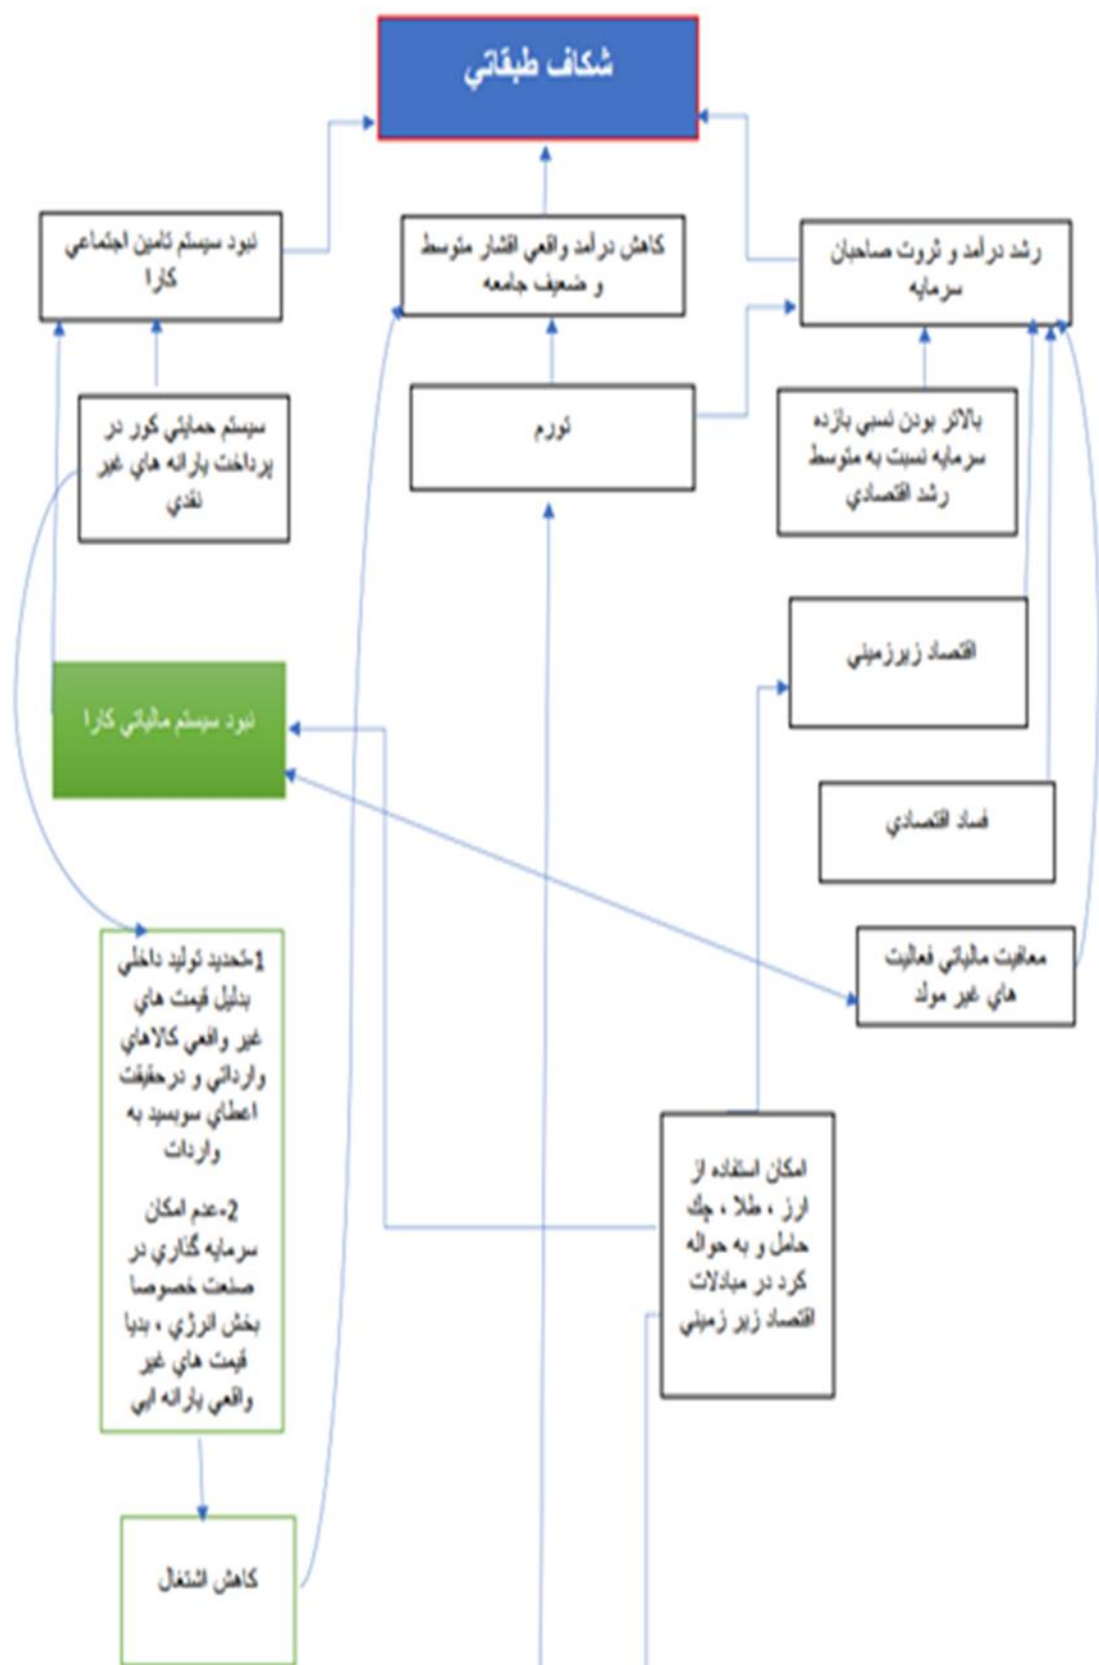 شكاف طبقاتي
نبود سيستم تامين اجتماعي
كارا
كاهش درآمد واقعي اقشار متوسط
و ضعيف جامعه
رشد درآمد و ثروت صاحبان
سرمايه
سيستم حمايتي كور در
پرداخت يارانه هاي غير
نقدي
تورم
بالاتر بودن نسبي بازده
سرمايه نسبت به متوسط
رشد اقتصادي
اقتصاد زيرزميني
نبود سيستم مالياتي كارا
فساد اقتصادي
معافيت مالياتي فعاليت
هاي غير مولد
1-تحديد توليد داخلي
بدليل قيمت هاي
غير واقعي كالاهاي
وارداتي و درحقيقت
اعطاي سوبسيد به
واردات
2-عدم امكان
سرمايه گذاري در
صنعت خصوصا
بخش انرژي ، بدبا
قيمت هاي غير
واقعي يارانه ايي
امكان استفاده از
ارز ، طلا ، چك
حامل و به حواله
كرد در مبادلات
اقتصاد زير زميني
كاهش اشتغال